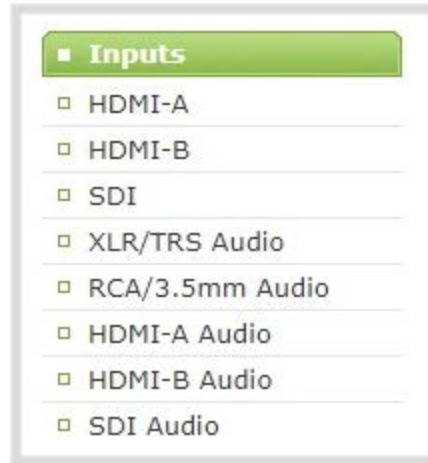 Inputs
HDMI-A
HDMI-B
SDI
XLR/TRS Audio
RCA/3.5mm Audio
HDMI-A Audio
HDMI-B Audio
SDI Audio